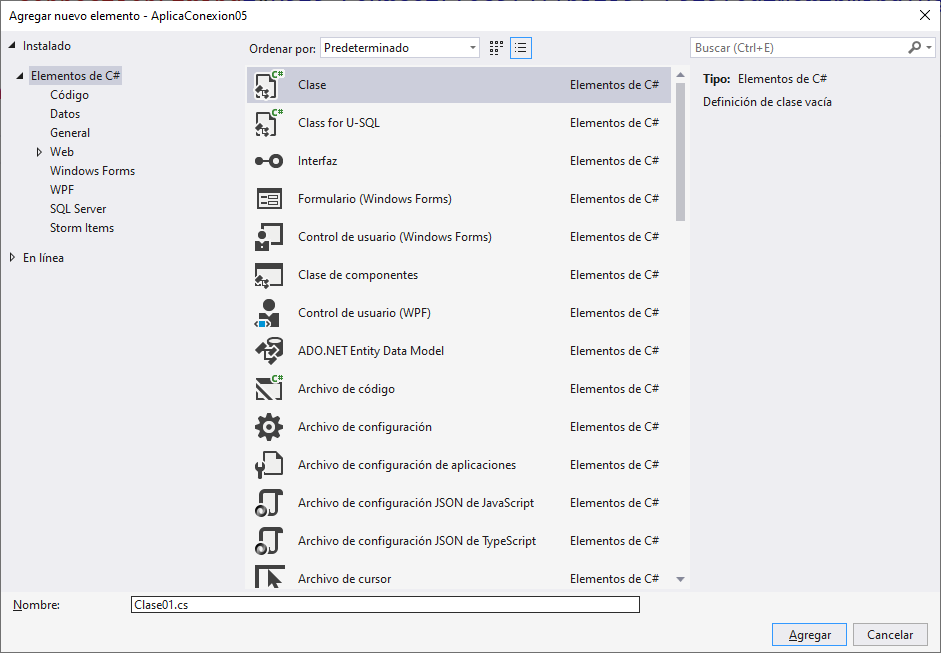 Agregar nuevo elemento - AplicaConexion05
Instalado
Elementos de C#
Código
Datos
General
Web
Windows Forms
WPF
SQL Server
Storm Items
En línea
Ordenar por: Predeterminado
Clase Elementos de C#
Class for U-SQL Elementos de C#
Interfaz Elementos de C#
Formulario (Windows Forms) Elementos de C#
Control de usuario (Windows Forms) Elementos de C#
Clase de componentes Elementos de C#
Control de usuario (WPF) Elementos de C#
ADO.NET Entity Data Model Elementos de C#
Archivo de código Elementos de C#
Archivo de configuración Elementos de C#
Archivo de configuración de aplicaciones Elementos de C#
Archivo de configuración JSON de JavaScript Elementos de C#
Archivo de configuración JSON de TypeScript Elementos de C#
Archivo de cursor Elementos de C#
Buscar (Ctrl+E)
Tipo: Elementos de C#
Definición de clase vacía
Nombre: Clase01.cs
Agregar Cancelar